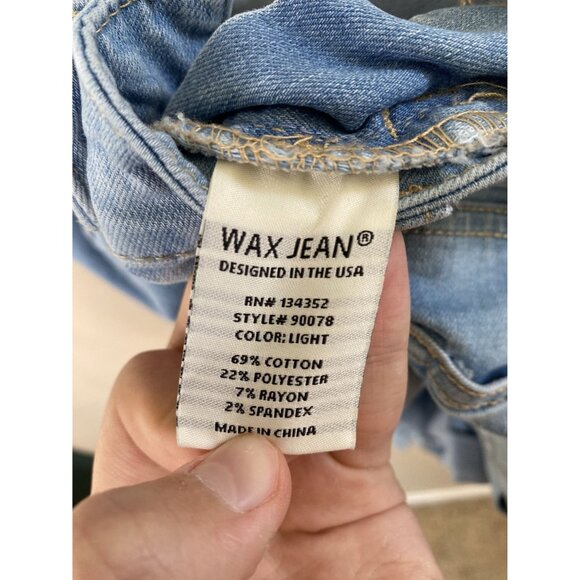 WAX JEAN®
DESIGNED IN THE USA
RN# 134352
STYLE# 90078
COLOR: LIGHT
69% COTTON
22% POLYESTER
7% RAYON
2% SPANDEX
MADE IN CHINA